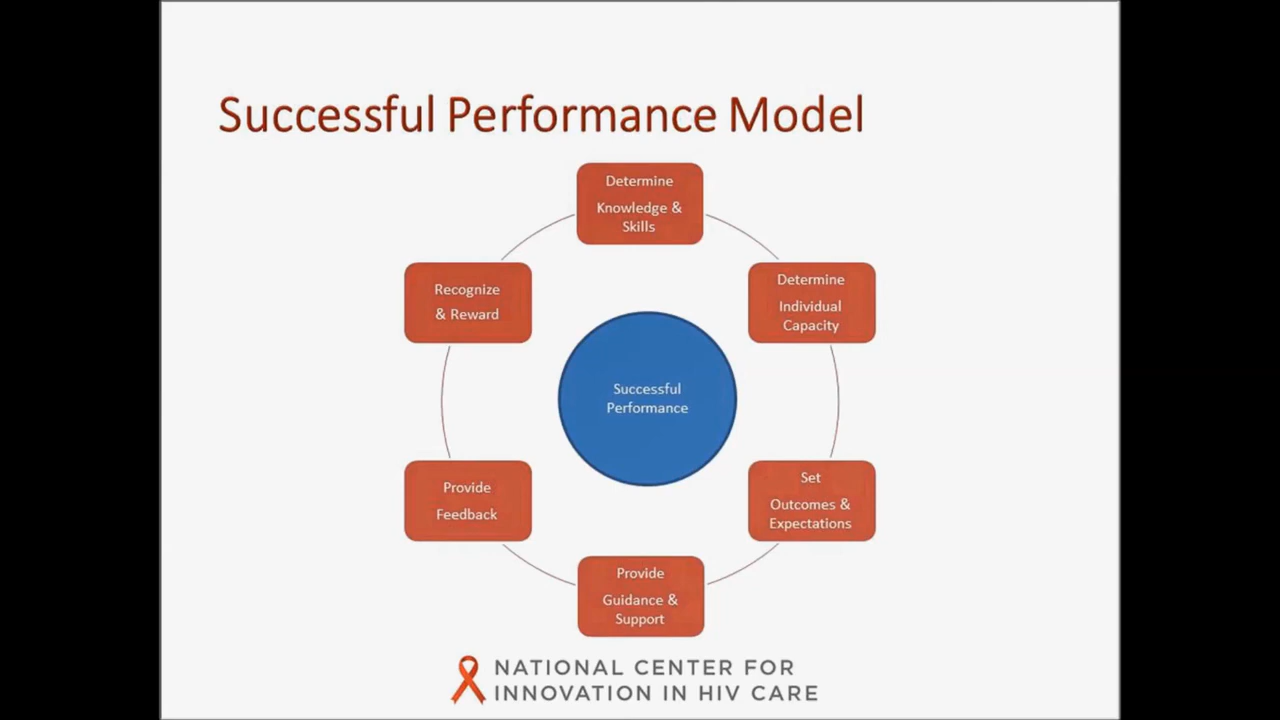 Successful Performance Model
Determine
Knowledge &
Skills
Determine
Individual
Capacity
Set
Outcomes &
Expectations
Provide
Guidance &
Support
Provide
Feedback
Recognize
& Reward
Successful
Performance
NATIONAL CENTER FOR
INNOVATION IN HIV CARE